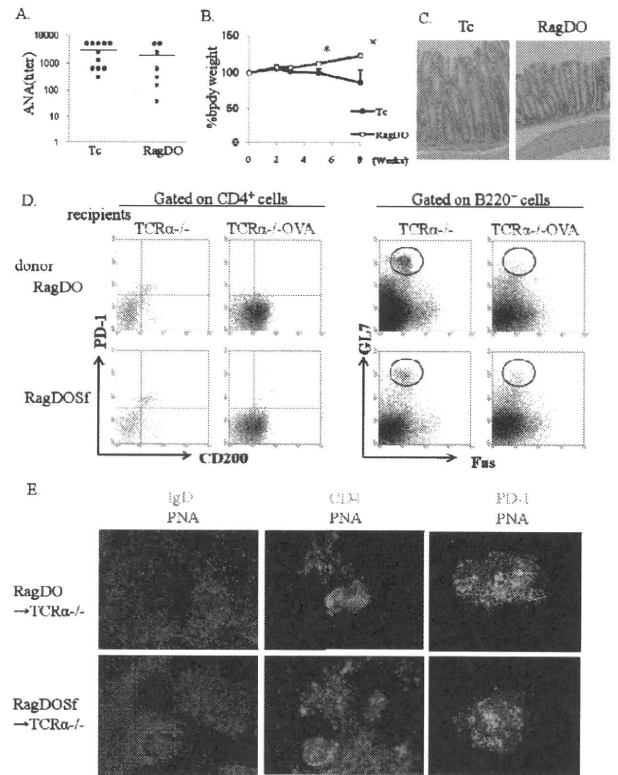 A.
B.
C.
ANA(titer)
10000
1000
100
10
1
Tc
RagDO
%bpdy weight
150
100
50
0
*
*
Tc
RagDO
0 2 4 6 8 (Weeks)
Tc
RagDO
D.
Gated on CD4⁺ cells
Gated on B220⁻ cells
recipients
TCRα-/-
TCRα-/-OVA
TCRα-/-
TCRα-/-OVA
donor
RagDO
RagDOSf
PD-1
CD200
GL7
Fas
E.
IgD
PNA
CD4
PNA
PD-1
PNA
RagDO
→TCRα-/-
RagDOSf
→TCRα-/-